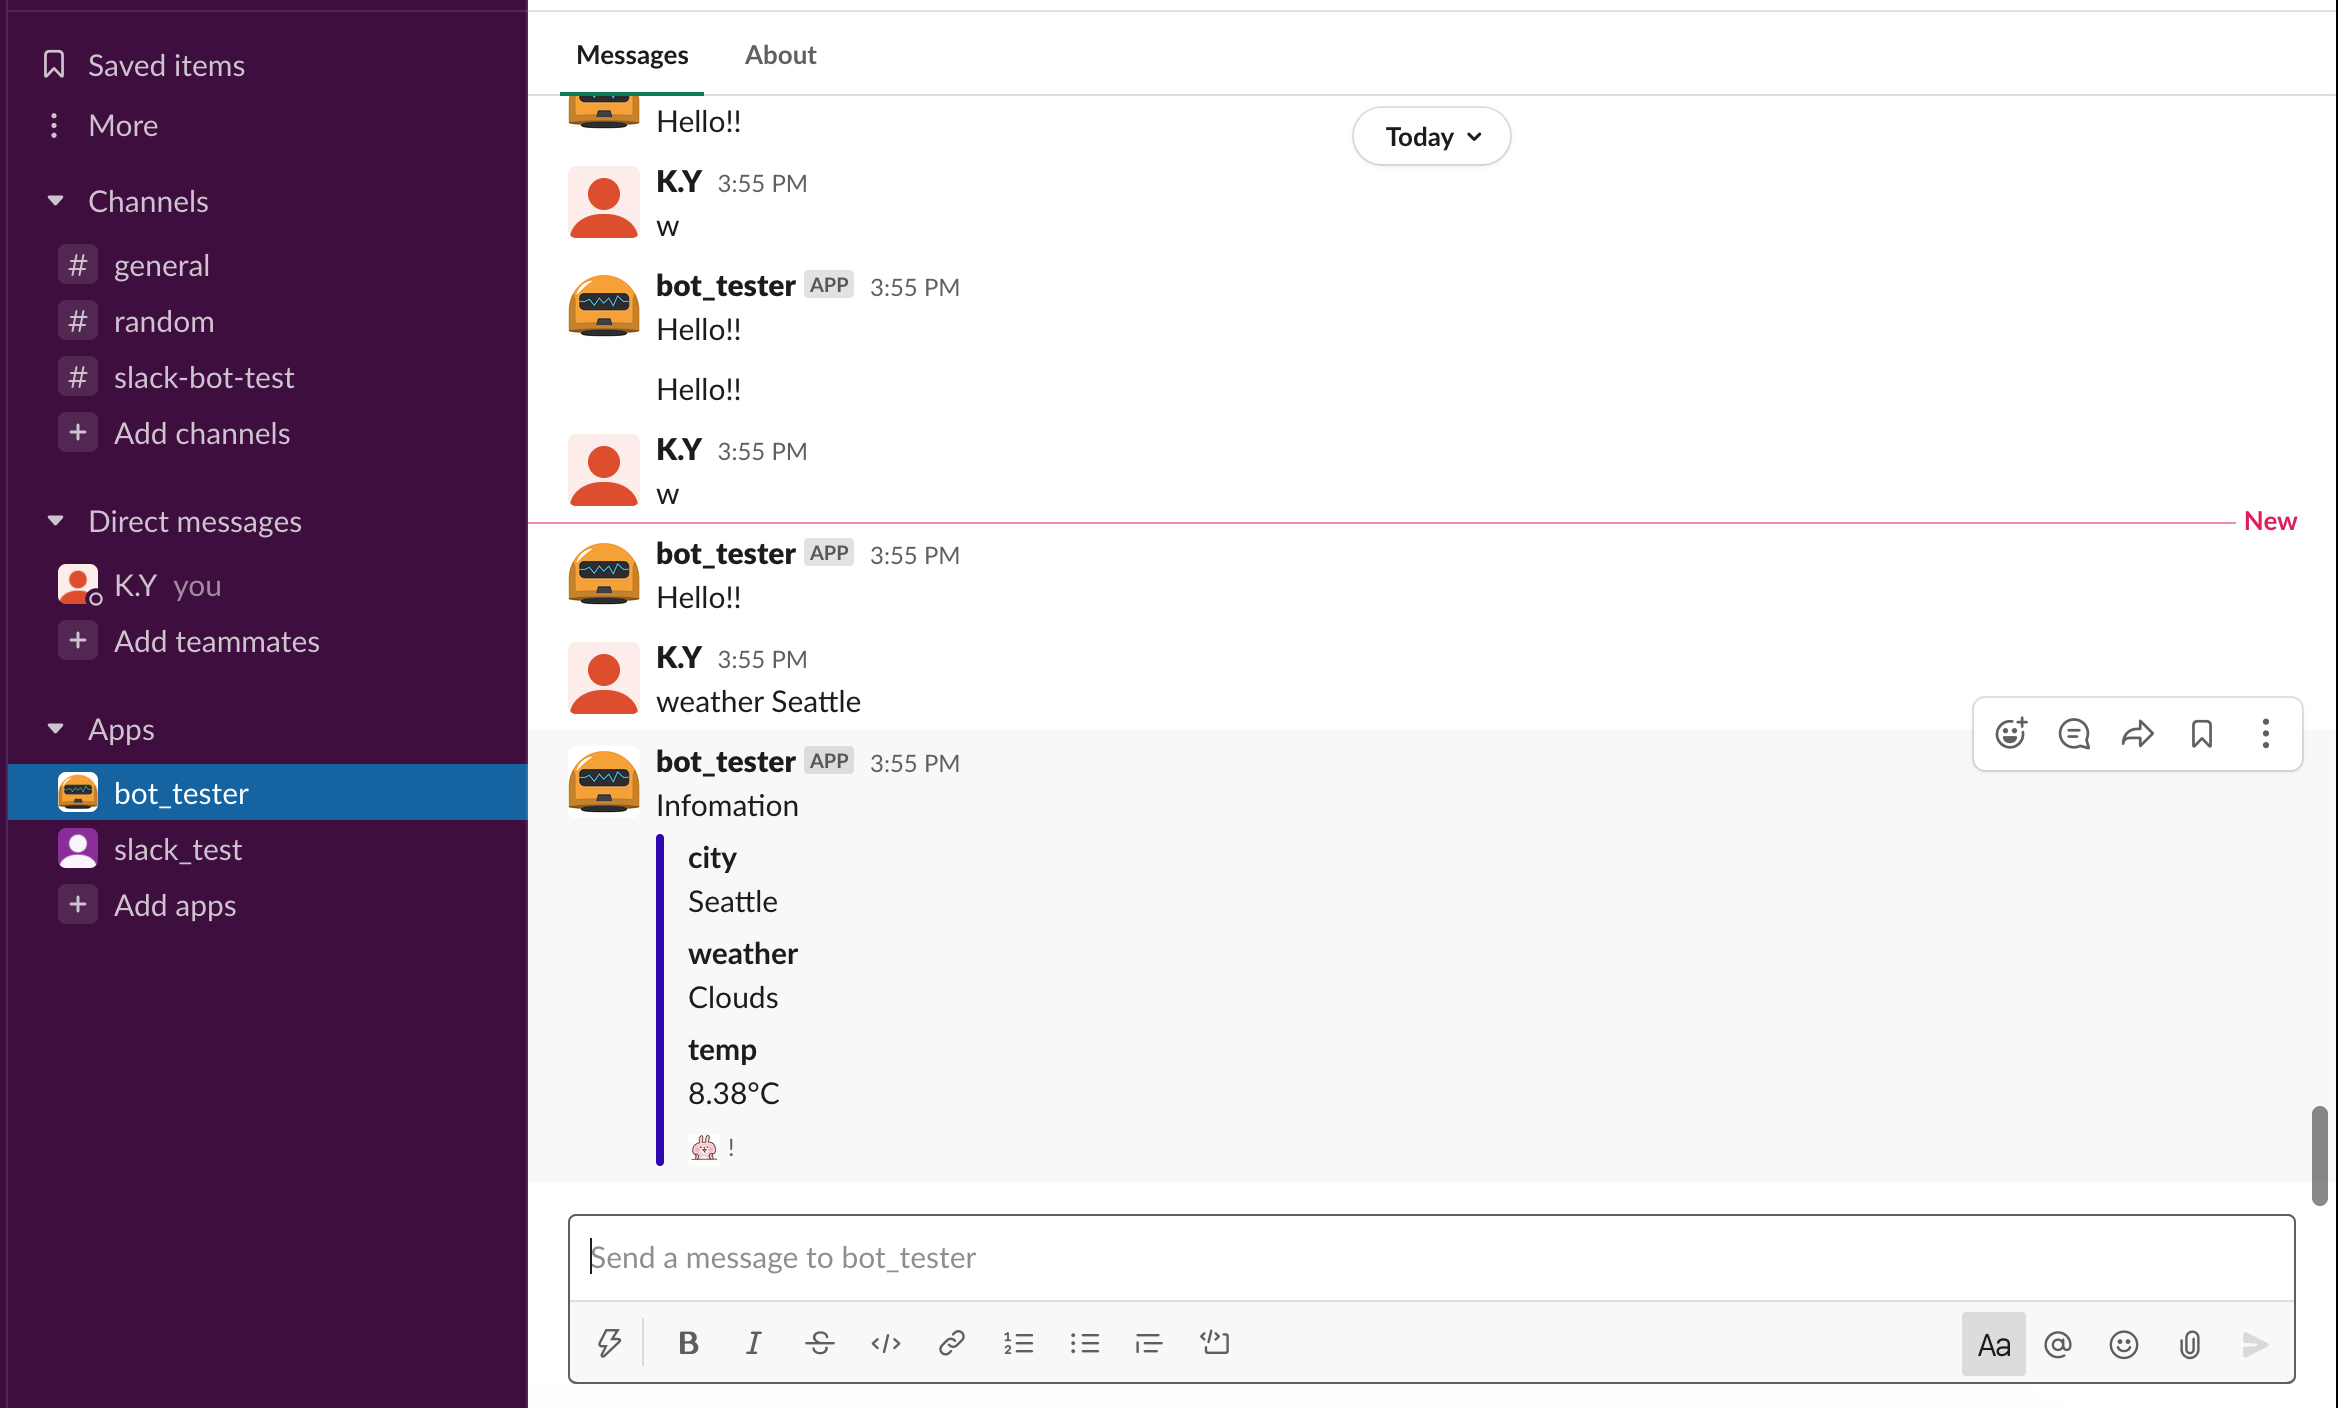 Saved items
More
Channels
# general
# random
# slack-bot-test
+ Add channels
Direct messages
K.Y you
+ Add teammates
Apps
bot_tester
slack_test
+ Add apps
Messages About
Today
Hello!!
K.Y 3:55 PM
w
bot_tester APP 3:55 PM
Hello!!
Hello!!
K.Y 3:55 PM
w
New
bot_tester APP 3:55 PM
Hello!!
K.Y 3:55 PM
weather Seattle
bot_tester APP 3:55 PM
Infomation
city
Seattle
weather
Clouds
temp
8.38°C
!
Send a message to bot_tester
B I S </> Aa @